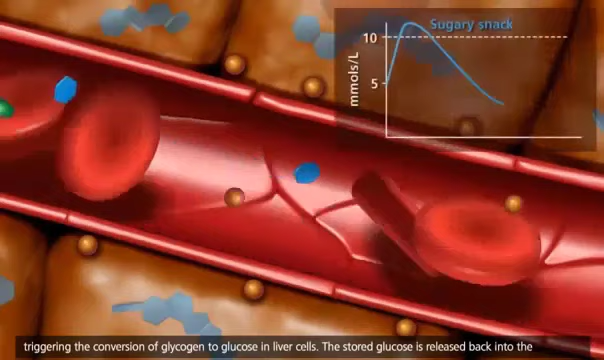 Sugary snack
10
mmols/L
5
triggering the conversion of glycogen to glucose in liver cells. The stored glucose is released back into the